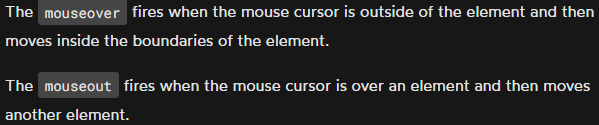 The mouseover fires when the mouse cursor is outside of the element and then
moves inside the boundaries of the element.
The mouseout fires when the mouse cursor is over an element and then moves
another element.